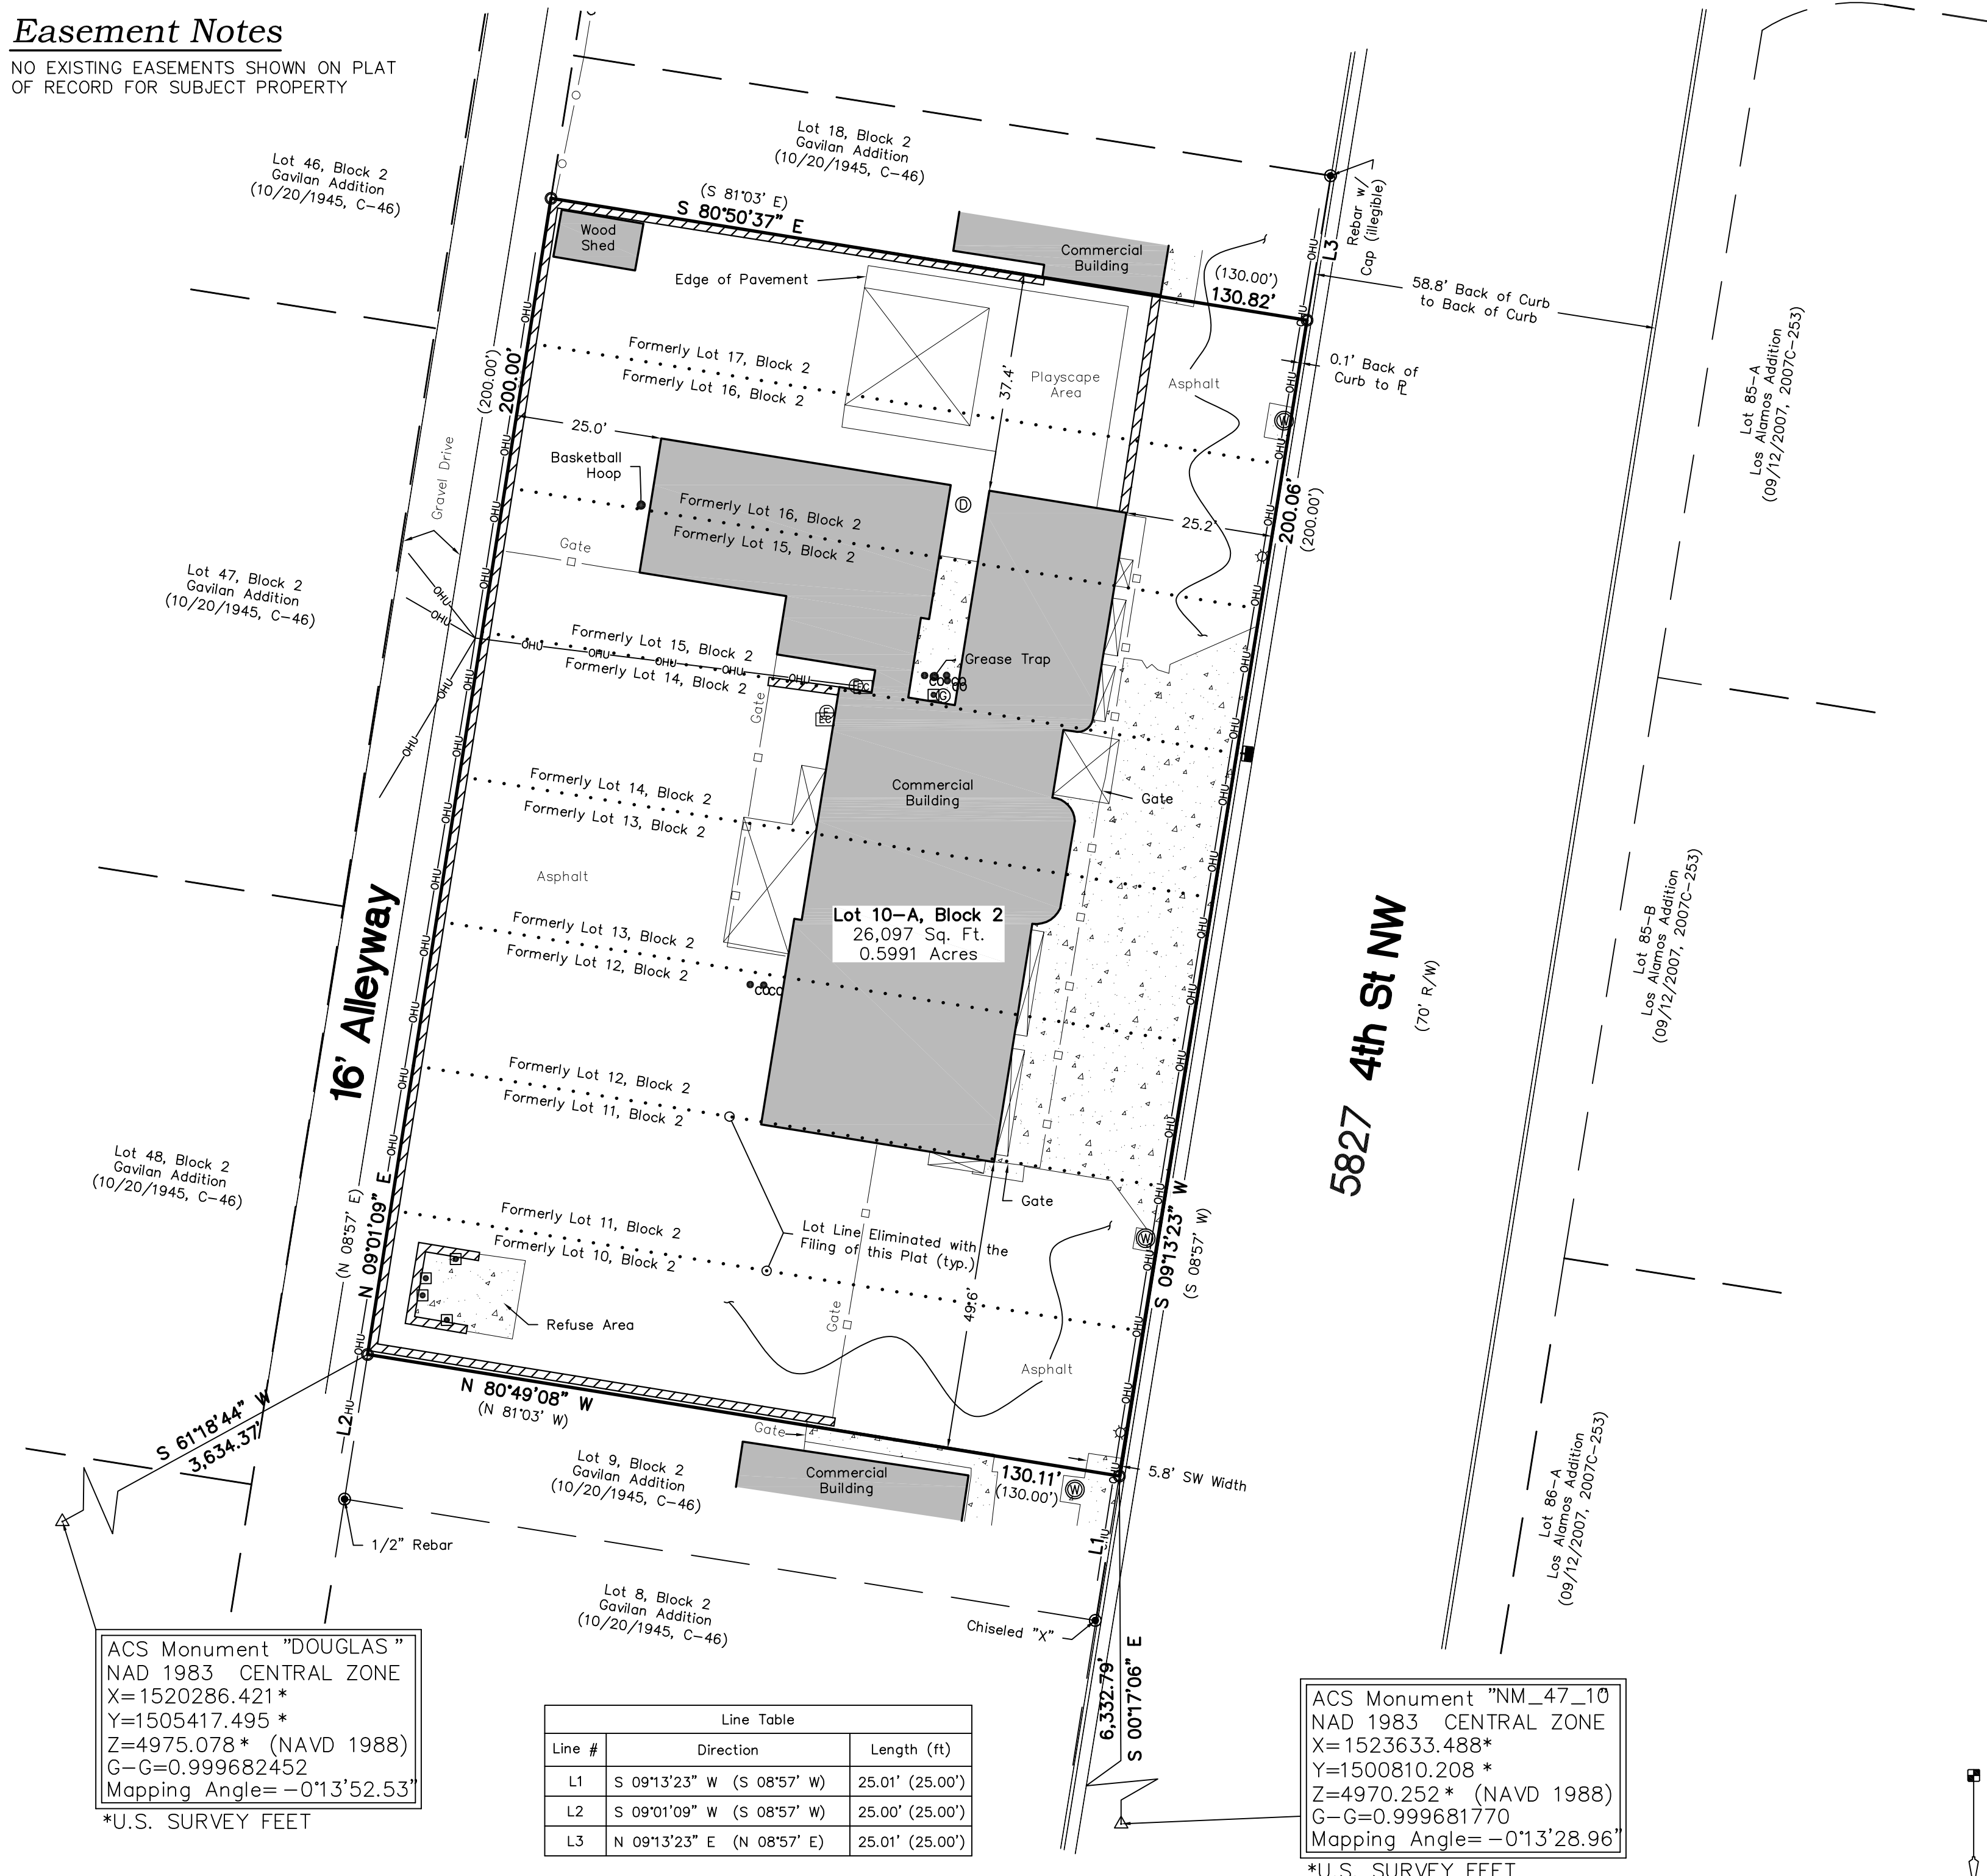 Easement Notes
NO EXISTING EASEMENTS SHOWN ON PLAT
OF RECORD FOR SUBJECT PROPERTY
Lot 46, Block 2
Gavilan Addition
(10/20/1945, C-46)
Lot 18, Block 2
Gavilan Addition
(10/20/1945, C-46)
Rebar w/
Cap (illegible)
L3
(S 81°03' E)
S 80°50'37" E
Wood
Shed
Commercial
Building
(130.00')
130.82'
58.8' Back of Curb
to Back of Curb
Edge of Pavement
0.1' Back of
Curb to PL
Formerly Lot 17, Block 2
Formerly Lot 16, Block 2
37.4'
Playscape
Area
Asphalt
W
Lot 85-A
Los Alamos Addition
(09/12/2007, 2007C-253)
(200.00')
200.00'
25.0'
Basketball
Hoop
Gravel Drive
Formerly Lot 16, Block 2
Formerly Lot 15, Block 2
D
25.2'
200.06'
(200.00')
Gate
Lot 47, Block 2
Gavilan Addition
(10/20/1945, C-46)
OHU
OHU
OHU
OHU
Formerly Lot 15, Block 2
OHU OHU OHU OHU OHU
Formerly Lot 14, Block 2
Grease Trap
G
Gate
E
EC
Formerly Lot 14, Block 2
Formerly Lot 13, Block 2
Commercial
Building
Gate
Asphalt
Lot 10-A, Block 2
26,097 Sq. Ft.
0.5991 Acres
Formerly Lot 13, Block 2
Formerly Lot 12, Block 2
COCO
16' Alleyway
5827 4th St NW
(70' R/W)
Lot 85-B
Los Alamos Addition
(09/12/2007, 2007C-253)
Formerly Lot 12, Block 2
Formerly Lot 11, Block 2
Lot 48, Block 2
Gavilan Addition
(10/20/1945, C-46)
(N 08°57' E)
N 09°01'09" E
Formerly Lot 11, Block 2
Formerly Lot 10, Block 2
Lot Line Eliminated with the
Filing of this Plat (typ.)
Gate
W
S 09°13'23" W
(S 08°57' W)
49.6'
Gate
Refuse Area
Asphalt
N 80°49'08" W
(N 81°03' W)
S 61°18'44" W
3,634.37'
L2
Gate
Lot 9, Block 2
Gavilan Addition
(10/20/1945, C-46)
Commercial
Building
130.11'
(130.00')
W
5.8' SW Width
L1
Lot 86-A
Los Alamos Addition
(09/12/2007, 2007C-253)
1/2" Rebar
Lot 8, Block 2
Gavilan Addition
(10/20/1945, C-46)
Chiseled "X"
6,332.79'
S 00°17'06" E
ACS Monument "DOUGLAS"
NAD 1983 CENTRAL ZONE
X=1520286.421*
Y=1505417.495 *
Z=4975.078* (NAVD 1988)
G-G=0.999682452
Mapping Angle= -0°13'52.53"
*U.S. SURVEY FEET
Line Table
Line # Direction Length (ft)
L1 S 09°13'23" W (S 08°57' W) 25.01' (25.00')
L2 S 09°01'09" W (S 08°57' W) 25.00' (25.00')
L3 N 09°13'23" E (N 08°57' E) 25.01' (25.00')
ACS Monument "NM_47_10"
NAD 1983 CENTRAL ZONE
X=1523633.488*
Y=1500810.208 *
Z=4970.252* (NAVD 1988)
G-G=0.999681770
Mapping Angle= -0°13'28.96"
*U.S. SURVEY FEET